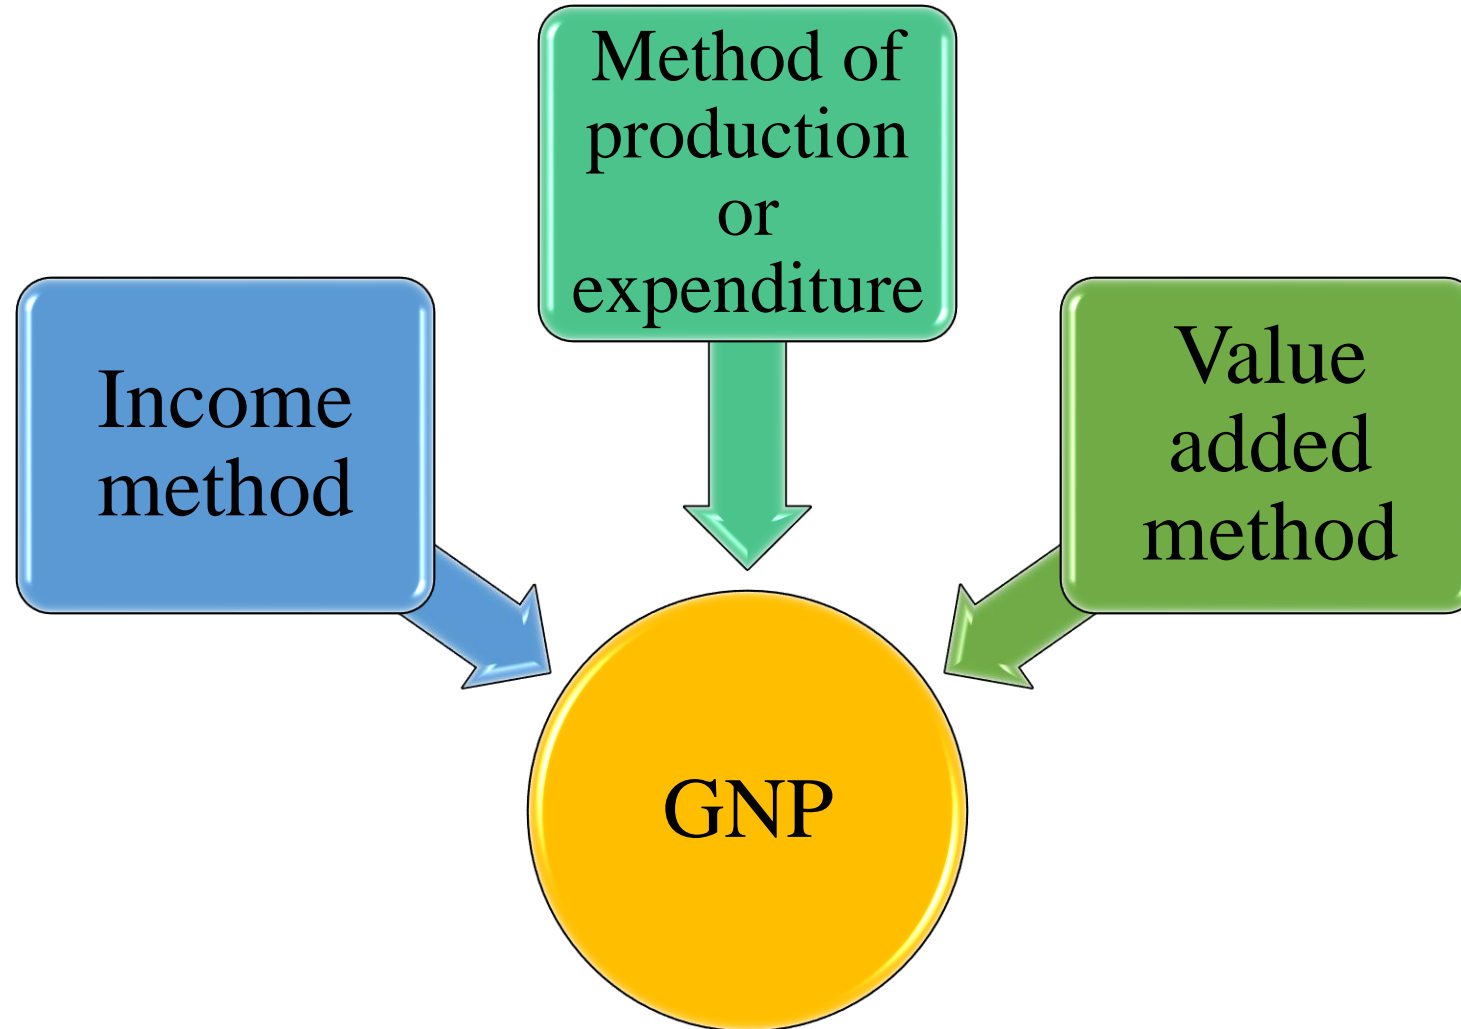 Method of
production
or
expenditure
Income
method
Value
added
method
GNP